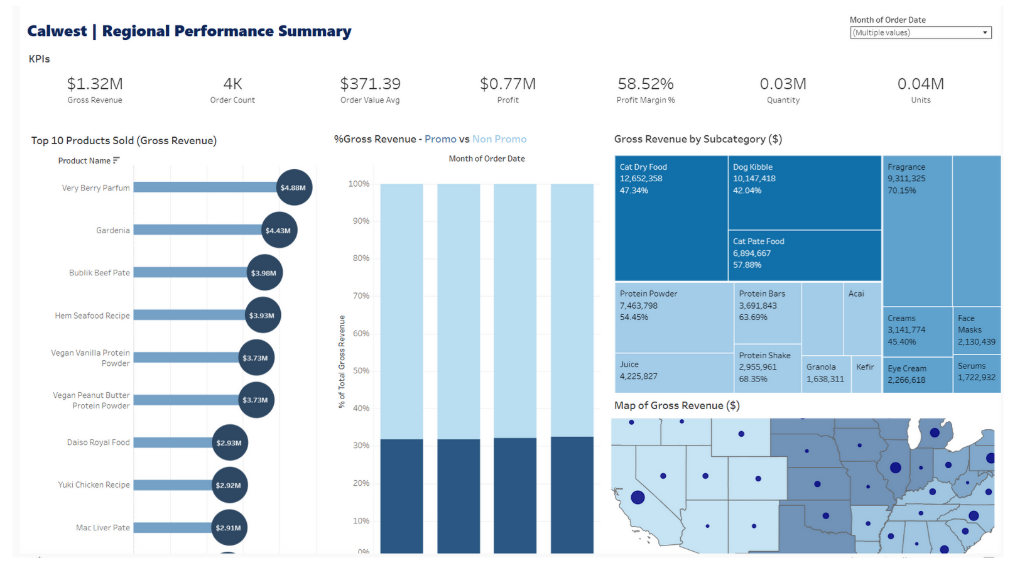 Calwest | Regional Performance Summary
Month of Order Date
(Multiple values)
KPIs
$1.32M
Gross Revenue
4K
Order Count
$371.39
Order Value Avg
$0.77M
Profit
58.52%
Profit Margin %
0.03M
Quantity
0.04M
Units
Top 10 Products Sold (Gross Revenue)
Product Name
Very Berry Parfum
$4.88M
Gardenia
$4.43M
Bublik Beef Pate
$3.98M
Hem Seafood Recipe
$3.93M
Vegan Vanilla Protein
Powder
$3.73M
Vegan Peanut Butter
Protein Powder
$3.73M
Daiso Royal Food
$2.93M
Yuki Chicken Recipe
$2.92M
Mac Liver Pate
$2.91M
%Gross Revenue - Promo vs Non Promo
Month of Order Date
% of Total Gross Revenue
100%
90%
80%
70%
60%
50%
40%
30%
20%
10%
0%
Gross Revenue by Subcategory ($)
Cat Dry Food
12,652,358
47.34%
Dog Kibble
10,147,418
42.04%
Cat Pate Food
6,894,667
57.88%
Fragrance
9,311,325
70.15%
Protein Powder
7,463,798
54.45%
Juice
4,225,827
Protein Bars
3,691,843
63.69%
Protein Shake
2,955,961
68.35%
Acai
Granola
1,638,311
Kefir
Creams
3,141,774
45.40%
Eye Cream
2,266,618
Face
Masks
2,130,439
Serums
1,722,932
Map of Gross Revenue ($)